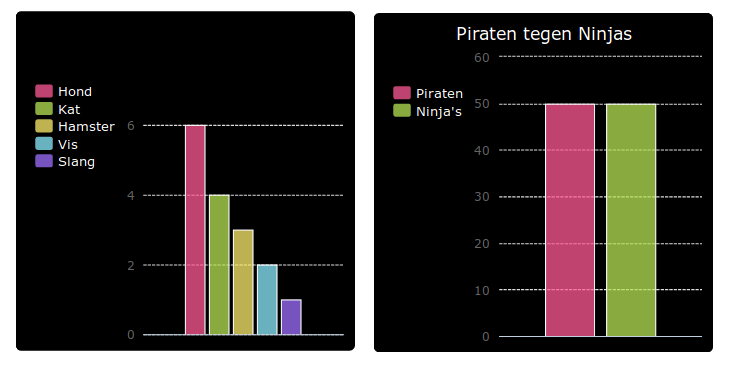 Hond
Kat
Hamster
Vis
Slang
6
4
2
0
Piraten tegen Ninjas
Piraten
Ninja's
60
50
40
30
20
10
0